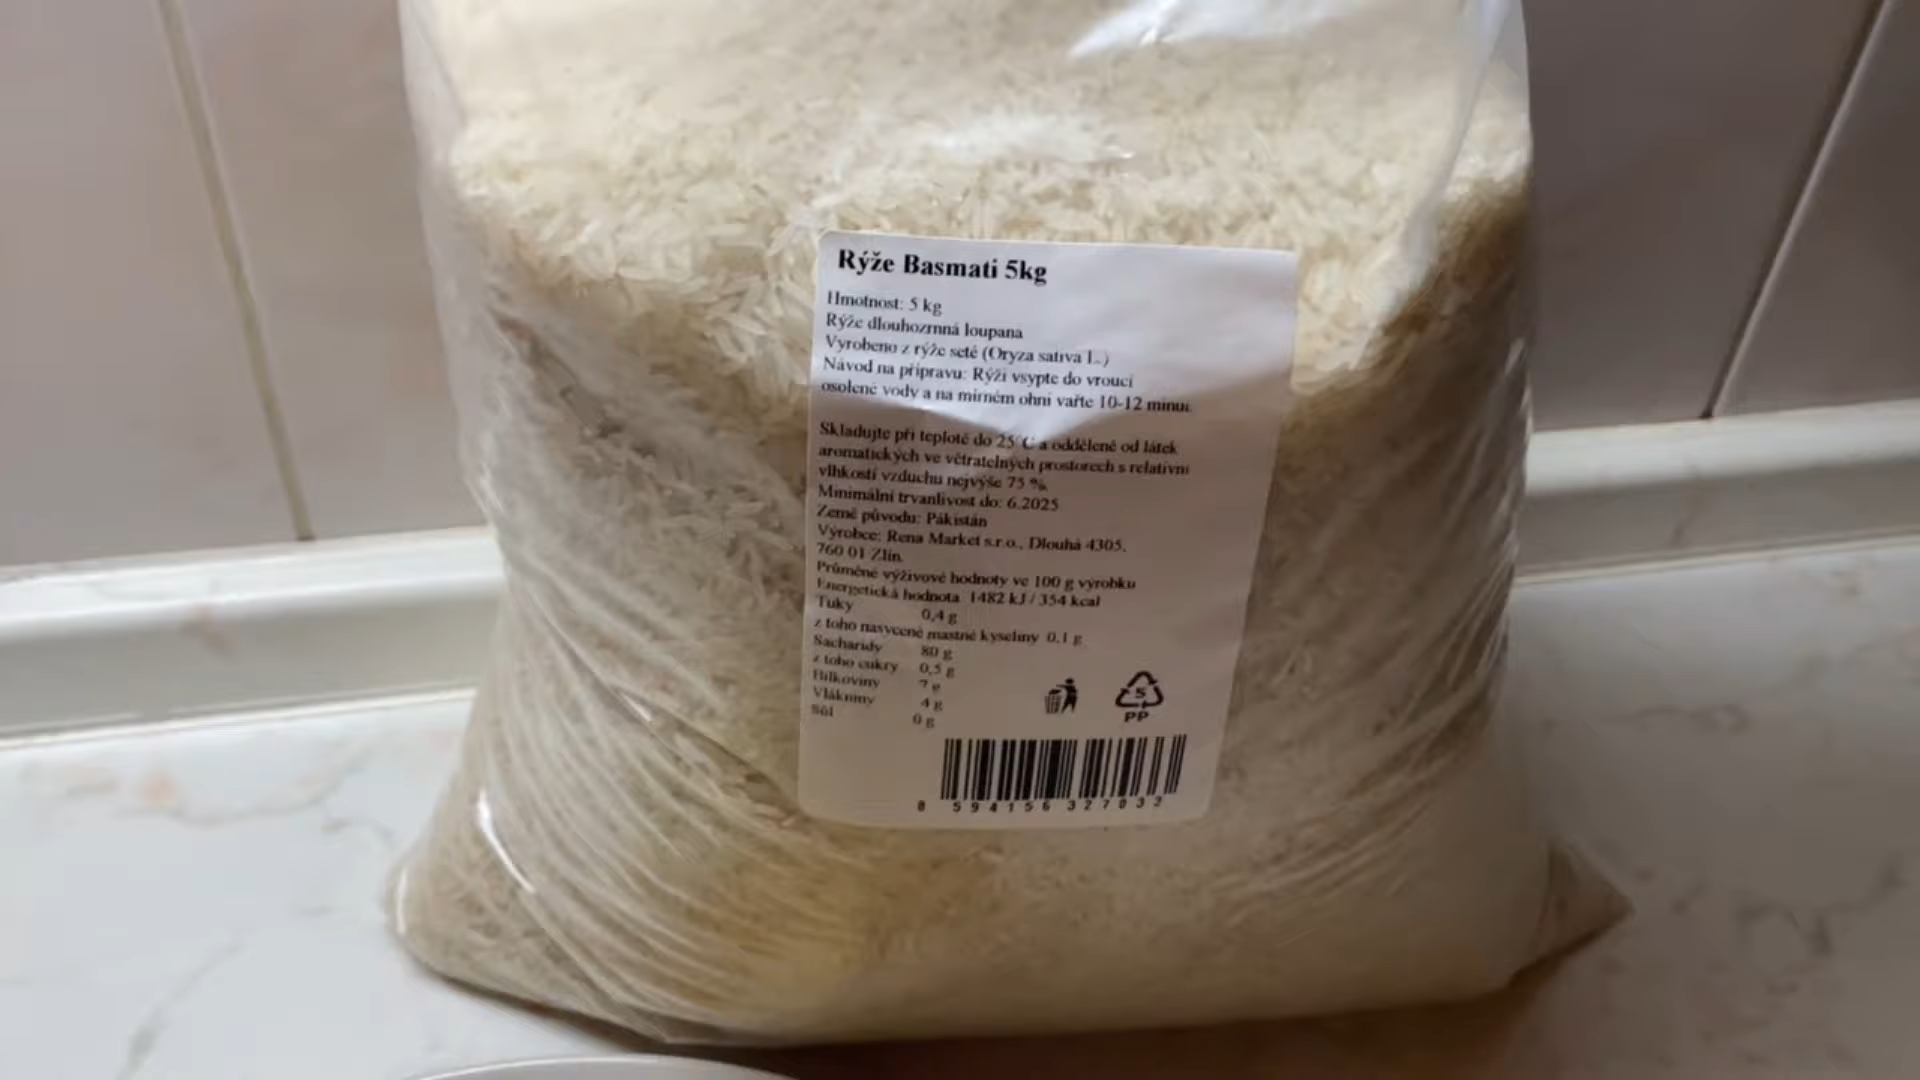 Rýže Basmati 5kg
Hmotnost: 5 kg
Rýže dlouhozrnná loupana
Vyrobeno z rýže seté (Oryza sativa L.)
Návod na přípravu: Rýži vsypte do vroucí
osolené vody a na mírném ohni vařte 10-12 minut
Skladujte při teplotě do 25°C a odděleně od látek
aromatických ve větratelných prostorech s relativní
vlhkostí vzduchu nejvýše 75 %.
Minimální trvanlivost do: 6.2025
Země původu: Pákistán
Výrobce: Rena Market s.r.o., Dlouhá 4305,
760 01 Zlín.
Průměrné výživové hodnoty ve 100 g výrobku
Energetická hodnota 1482 kJ / 354 kcal
Tuky 0,4 g
z toho nasycené mastné kyseliny 0,1 g
Sacharidy 80 g
z toho cukry 0,5 g
Bílkoviny 7 g
Vlákniny 4 g
Sůl 0 g
5
PP
8 594156 327032